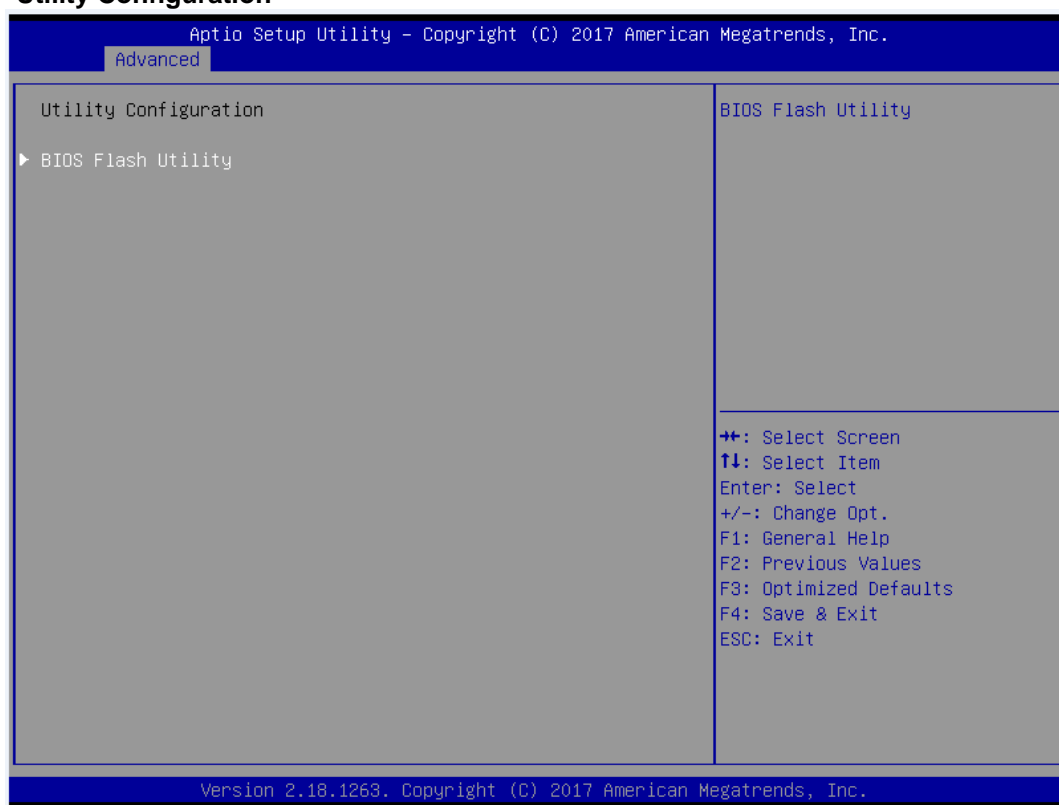 Utility Configuration
Aptio Setup Utility – Copyright (C) 2017 American Megatrends, Inc.
Advanced
Utility Configuration
BIOS Flash Utility
BIOS Flash Utility
→←: Select Screen
↑↓: Select Item
Enter: Select
+/-: Change Opt.
F1: General Help
F2: Previous Values
F3: Optimized Defaults
F4: Save & Exit
ESC: Exit
Version 2.18.1263. Copyright (C) 2017 American Megatrends, Inc.